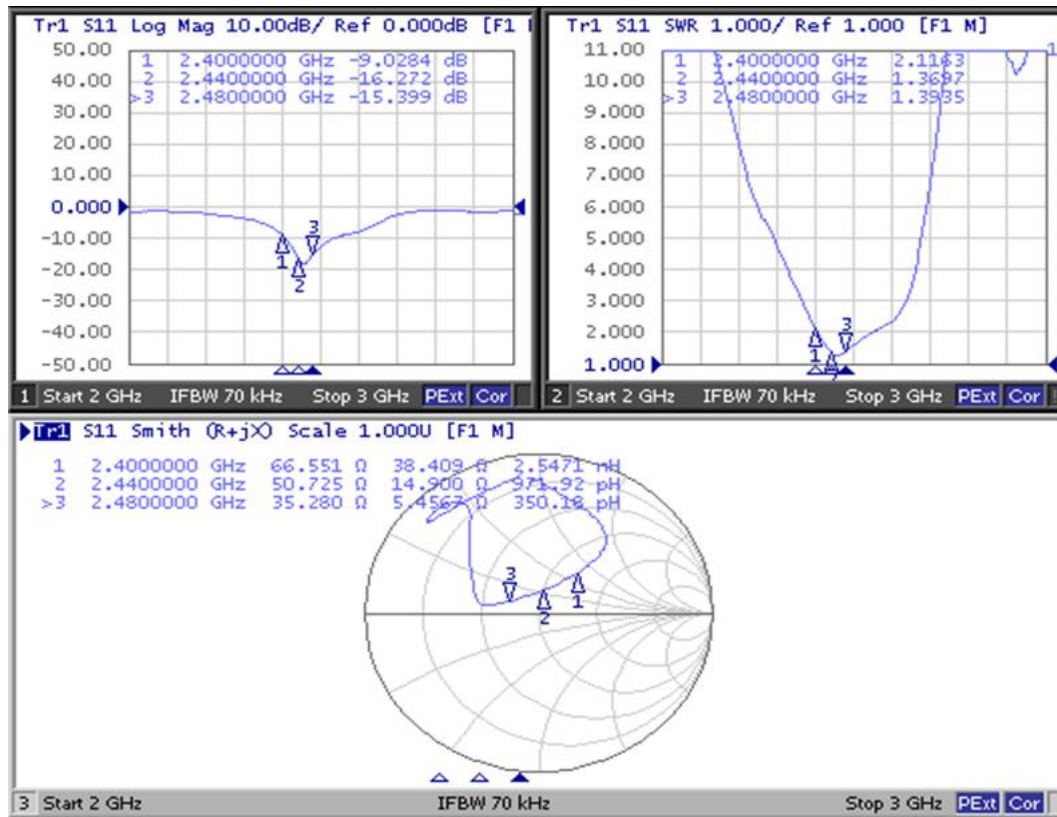 Tr1 S11 Log Mag 10.00dB/ Ref 0.000dB [F1
50.00
40.00
30.00
20.00
10.00
0.000
-10.00
-20.00
-30.00
-40.00
-50.00
1 2.4000000 GHz -9.0284 dB
2 2.4400000 GHz -16.272 dB
>3 2.4800000 GHz -15.399 dB
1
2
3
1 Start 2 GHz IFBW 70 kHz Stop 3 GHz PExt Cor
Tr1 S11 SWR 1.000/ Ref 1.000 [F1 M]
11.00
10.00
9.000
8.000
7.000
6.000
5.000
4.000
3.000
2.000
1.000
1 2.4000000 GHz 2.1163
2 2.4400000 GHz 1.3697
>3 2.4800000 GHz 1.3935
1
3
2 Start 2 GHz IFBW 70 kHz Stop 3 GHz PExt Cor
Tr1 S11 Smith (R+jX) Scale 1.000U [F1 M]
1 2.4000000 GHz 66.551 Ω 38.409 Ω 2.5471 nH
2 2.4400000 GHz 50.725 Ω 14.900 Ω 971.92 pH
>3 2.4800000 GHz 35.280 Ω 5.4567 Ω 350.18 pH
3
2
1
3 Start 2 GHz IFBW 70 kHz Stop 3 GHz PExt Cor